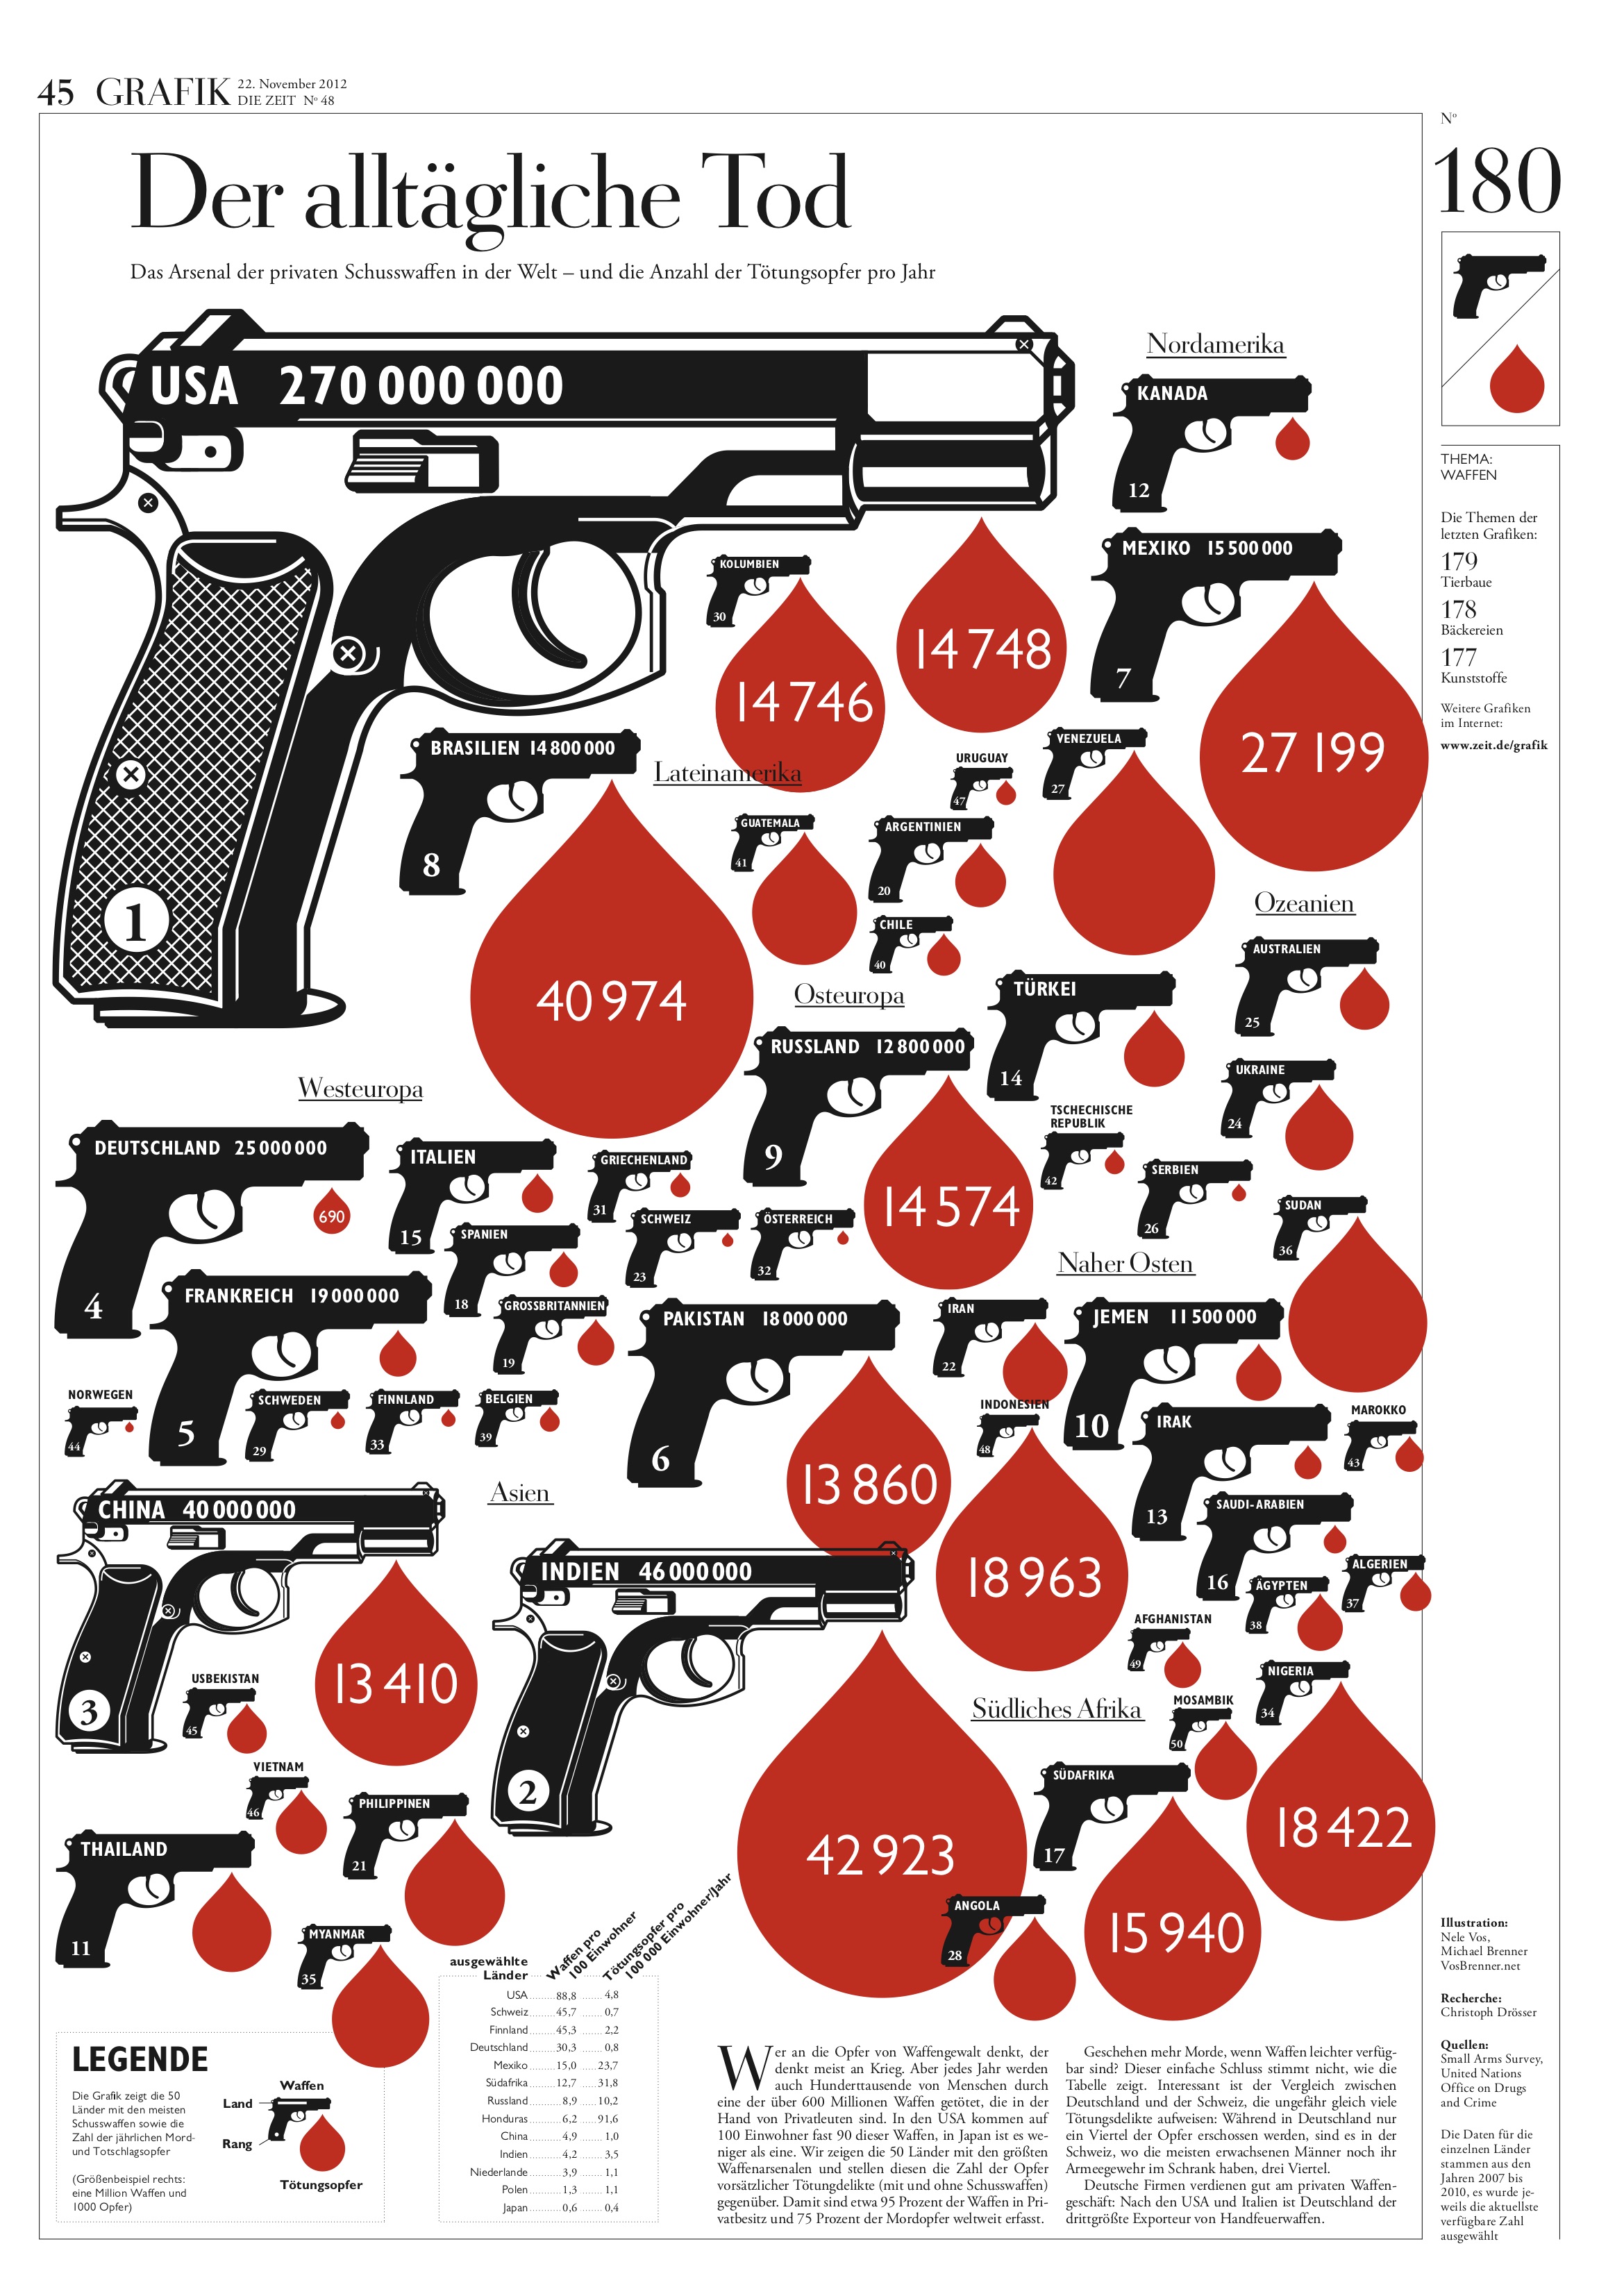 45 GRAFIK 22. November 2012
DIE ZEIT Nº 48
Der alltägliche Tod
Das Arsenal der privaten Schusswaffen in der Welt – und die Anzahl der Tötungsopfer pro Jahr
USA 270 000 000
1
14 748
Nordamerika
KANADA
12
MEXIKO 15 500 000
7
27 199
KOLUMBIEN
30
14 746
BRASILIEN 14 800 000
8
40 974
Lateinamerika
URUGUAY
47
VENEZUELA
27
GUATEMALA
41
ARGENTINIEN
20
CHILE
40
Ozeanien
AUSTRALIEN
25
Osteuropa
RUSSLAND 12 800 000
9
14 574
TÜRKEI
14
UKRAINE
24
TSCHECHISCHE
REPUBLIK
42
SERBIEN
26
Westeuropa
DEUTSCHLAND 25 000 000
690
4
ITALIEN
15
GRIECHENLAND
31
SPANIEN
18
SCHWEIZ
23
ÖSTERREICH
32
FRANKREICH 19 000 000
5
GROSSBRITANNIEN
19
NORWEGEN
44
SCHWEDEN
29
FINNLAND
33
BELGIEN
39
SUDAN
36
Naher Osten
PAKISTAN 18 000 000
6
13 860
IRAN
22
JEMEN 11 500 000
10
INDONESIEN
48
18 963
IRAK
13
MAROKKO
43
SAUDI-ARABIEN
16
ALGERIEN
37
ÄGYPTEN
38
AFGHANISTAN
49
Asien
CHINA 40 000 000
3
13 410
INDIEN 46 000 000
2
42 923
USBEKISTAN
45
VIETNAM
46
PHILIPPINEN
21
THAILAND
11
MYANMAR
35
NIGERIA
34
18 422
Südliches Afrika
MOSAMBIK
50
SÜDAFRIKA
17
15 940
ANGOLA
28
LEGENDE
Die Grafik zeigt die 50
Länder mit den meisten
Schusswaffen sowie die
Zahl der jährlichen Mord-
und Totschlagsopfer
(Größenbeispiel rechts:
eine Million Waffen und
1000 Opfer)
Waffen
Land
Rang
Tötungsopfer
ausgewählte
Länder
Waffen pro
100 Einwohner
Tötungsopfer pro
100 000 Einwohner/Jahr
USA 88,8 4,8
Schweiz 45,7 0,7
Finnland 45,3 2,2
Deutschland 30,3 0,8
Mexiko 15,0 23,7
Südafrika 12,7 31,8
Russland 8,9 10,2
Honduras 6,2 91,6
China 4,9 1,0
Indien 4,2 3,5
Niederlande 3,9 1,1
Polen 1,3 1,1
Japan 0,6 0,4
Wer an die Opfer von Waffengewalt denkt, der
denkt meist an Krieg. Aber jedes Jahr werden
auch Hunderttausende von Menschen durch
eine der über 600 Millionen Waffen getötet, die in der
Hand von Privatleuten sind. In den USA kommen auf
100 Einwohner fast 90 dieser Waffen, in Japan ist es we-
niger als eine. Wir zeigen die 50 Länder mit den größten
Waffenarsenalen und stellen diesen die Zahl der Opfer
vorsätzlicher Tötungdelikte (mit und ohne Schusswaffen)
gegenüber. Damit sind etwa 95 Prozent der Waffen in Pri-
vatbesitz und 75 Prozent der Mordopfer weltweit erfasst.
Geschehen mehr Morde, wenn Waffen leichter verfüg-
bar sind? Dieser einfache Schluss stimmt nicht, wie die
Tabelle zeigt. Interessant ist der Vergleich zwischen
Deutschland und der Schweiz, die ungefähr gleich viele
Tötungsdelikte aufweisen: Während in Deutschland nur
ein Viertel der Opfer erschossen werden, sind es in der
Schweiz, wo die meisten erwachsenen Männer noch ihr
Armeegewehr im Schrank haben, drei Viertel.
Deutsche Firmen verdienen gut am privaten Waffen-
geschäft: Nach den USA und Italien ist Deutschland der
drittgrößte Exporteur von Handfeuerwaffen.
Nº
180
THEMA:
WAFFEN
Die Themen der
letzten Grafiken:
179
Tierbaue
178
Bäckereien
177
Kunststoffe
Weitere Grafiken
im Internet:
www.zeit.de/grafik
Illustration:
Nele Vos,
Michael Brenner
VosBrenner.net
Recherche:
Christoph Drösser
Quellen:
Small Arms Survey,
United Nations
Office on Drugs
and Crime
Die Daten für die
einzelnen Länder
stammen aus den
Jahren 2007 bis
2010, es wurde je-
weils die aktuellste
verfügbare Zahl
ausgewählt